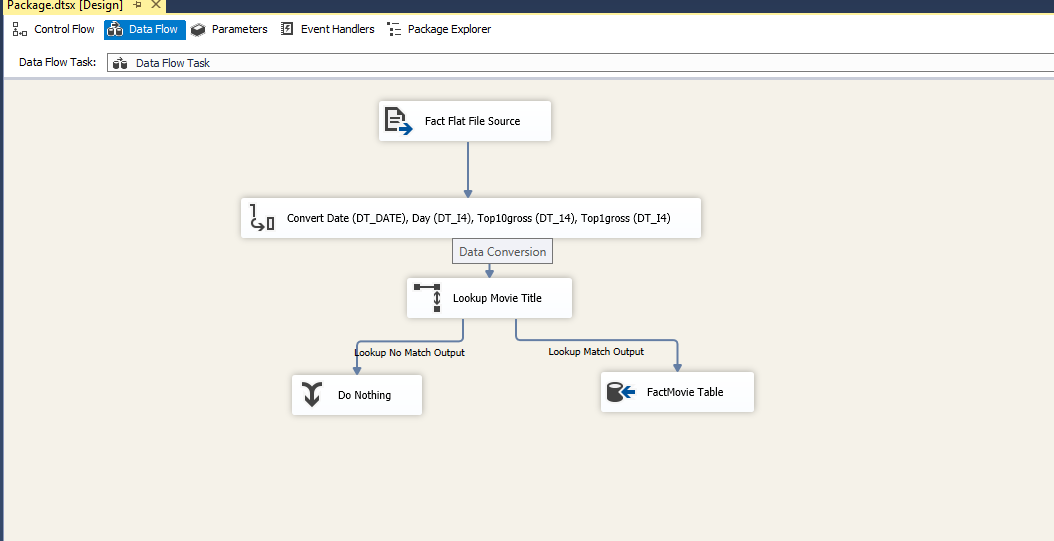 Package.dtsx [Design]
Control Flow Data Flow Parameters Event Handlers Package Explorer
Data Flow Task: Data Flow Task
Fact Flat File Source
Convert Date (DT_DATE), Day (DT_I4), Top10gross (DT_14), Top1gross (DT_I4)
Data Conversion
Lookup Movie Title
Lookup No Match Output
Lookup Match Output
Do Nothing
FactMovie Table